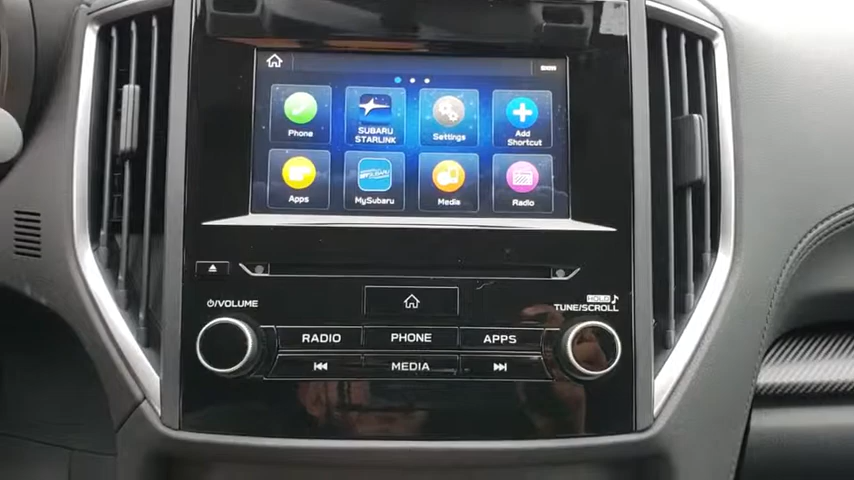 Phone
SUBARU
STARLINK
Settings
Add
Shortcut
Apps
MySubaru
Media
Radio
VOLUME
HOLD
TUNE/SCROLL
RADIO
PHONE
APPS
MEDIA